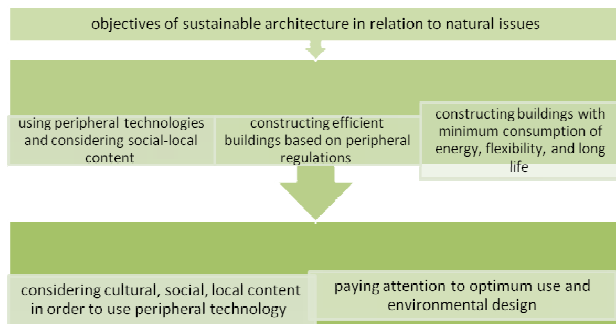 objectives of sustainable architecture in relation to natural issues
using peripheral technologies
and considering social-local
content
constructing efficient
buildings based on peripheral
regulations
constructing buildings with
minimum consumption of
energy, flexibility, and long
life
considering cultural, social, local content
in order to use peripheral technology
paying attention to optimum use and
environmental design